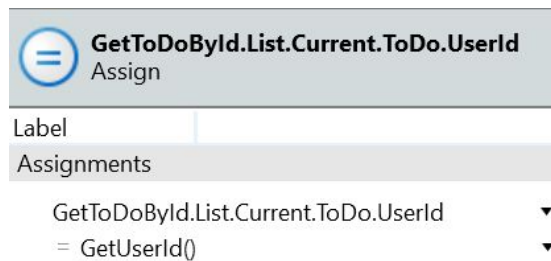 GetToDoById.List.Current.ToDo.UserId
Assign
Label
Assignments
GetToDoById.List.Current.ToDo.UserId
= GetUserId()